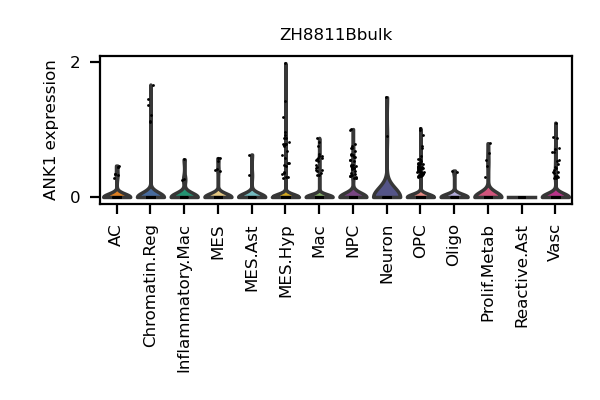 ZH8811Bbulk
ANK1 expression
2
0
AC
Chromatin.Reg
Inflammatory.Mac
MES
MES.Ast
MES.Hyp
Mac
NPC
Neuron
OPC
Oligo
Prolif.Metab
Reactive.Ast
Vasc